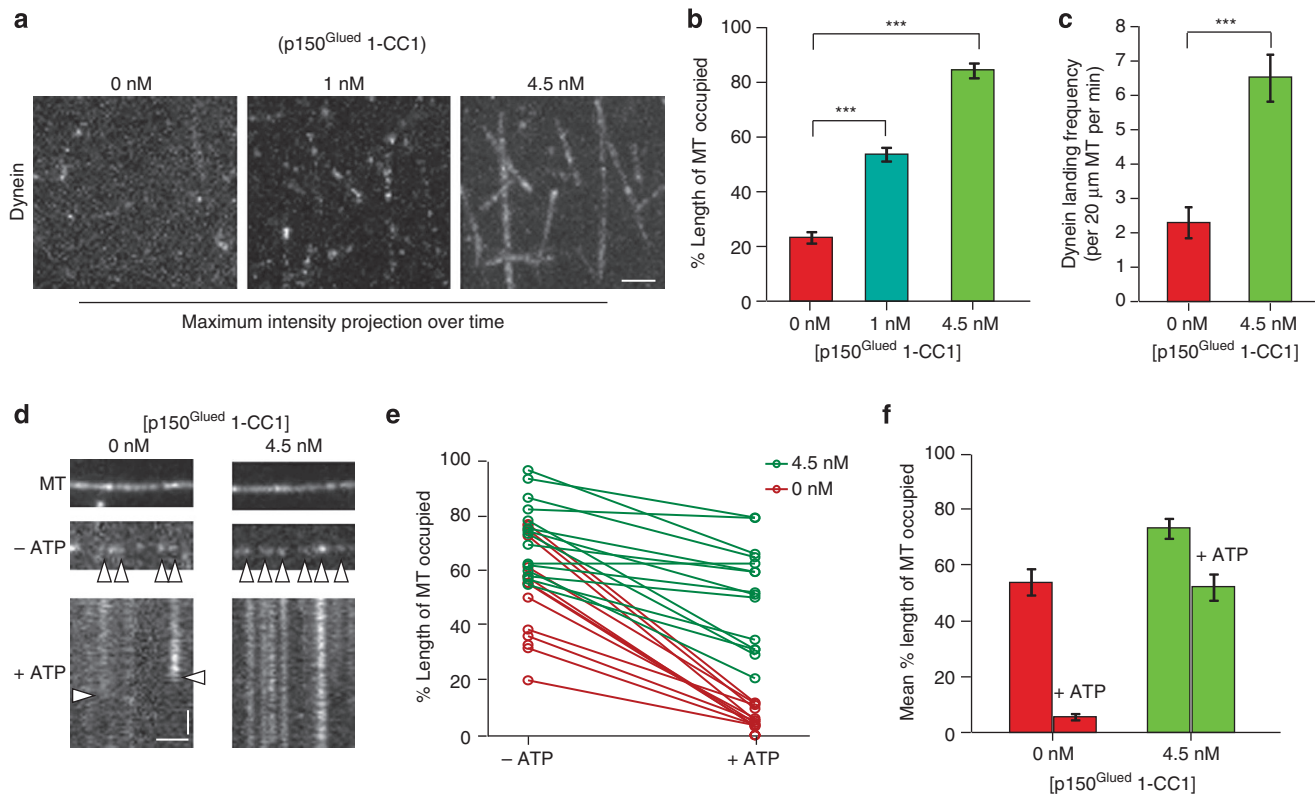 a
(p150Glued 1-CC1)
0 nM 1 nM 4.5 nM
Dynein
Maximum intensity projection over time
b
% Length of MT occupied
100
80
60
40
20
0
***
***
0 nM 1 nM 4.5 nM
[p150Glued 1-CC1]
c
Dynein landing frequency
(per 20 μm MT per min)
8
7
6
5
4
3
2
1
0
***
0 nM 4.5 nM
[p150Glued 1-CC1]
d
[p150Glued 1-CC1]
0 nM 4.5 nM
MT
– ATP
+ ATP
e
% Length of MT occupied
100
80
60
40
20
0
4.5 nM
0 nM
– ATP + ATP
f
Mean % length of MT occupied
100
80
60
40
20
0
+ ATP
+ ATP
0 nM 4.5 nM
[p150Glued 1-CC1]